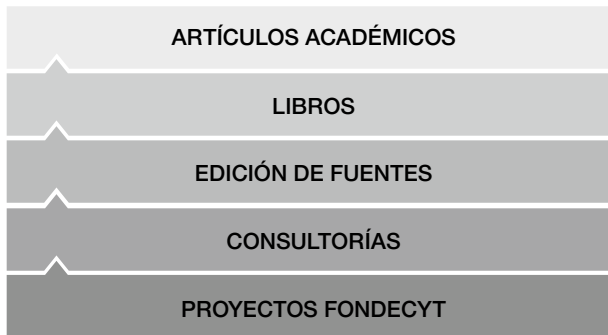 ARTÍCULOS ACADÉMICOS
LIBROS
EDICIÓN DE FUENTES
CONSULTORÍAS
PROYECTOS FONDECYT